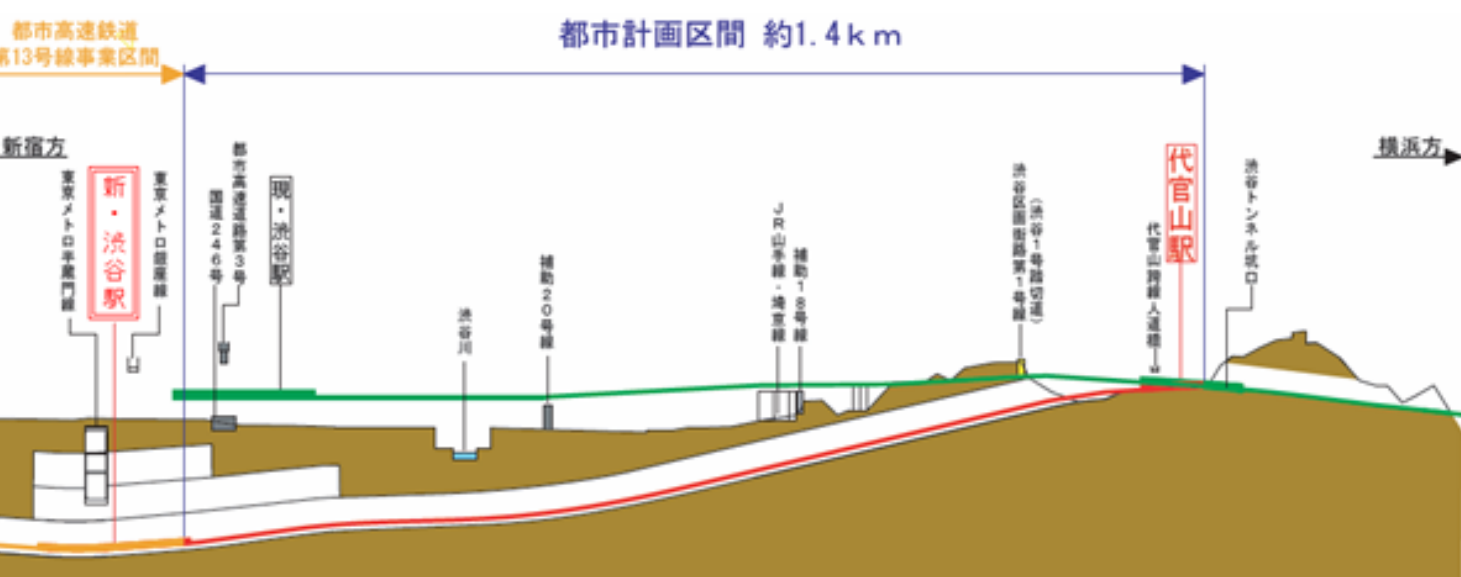 都市高速鉄道
第13号線事業区間
都市計画区間 約1.4km
新宿方
横浜方
東京メトロ半蔵門線
新・渋谷駅
東京メトロ銀座線
国道246号
都市高速道路第3号
現・渋谷駅
渋谷川
補助20号線
JR山手線・埼京線
補助18号線
渋谷区画街路第1号線
(渋谷1号踏切道)
代官山跨線人道橋
代官山駅
渋谷トンネル坑口